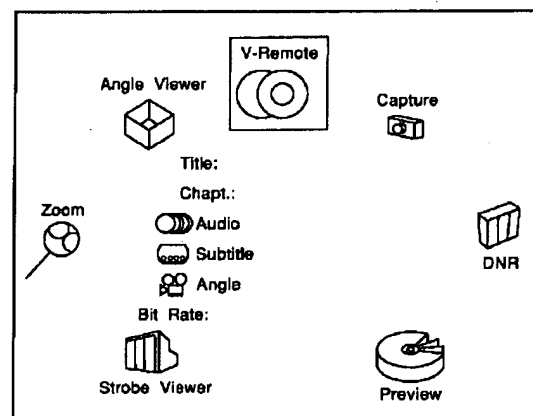 V-Remote
Angle Viewer
Capture
Title:
Chapt.:
Zoom
Audio
Subtitle
DNR
Angle
Bit Rate:
Strobe Viewer
Preview